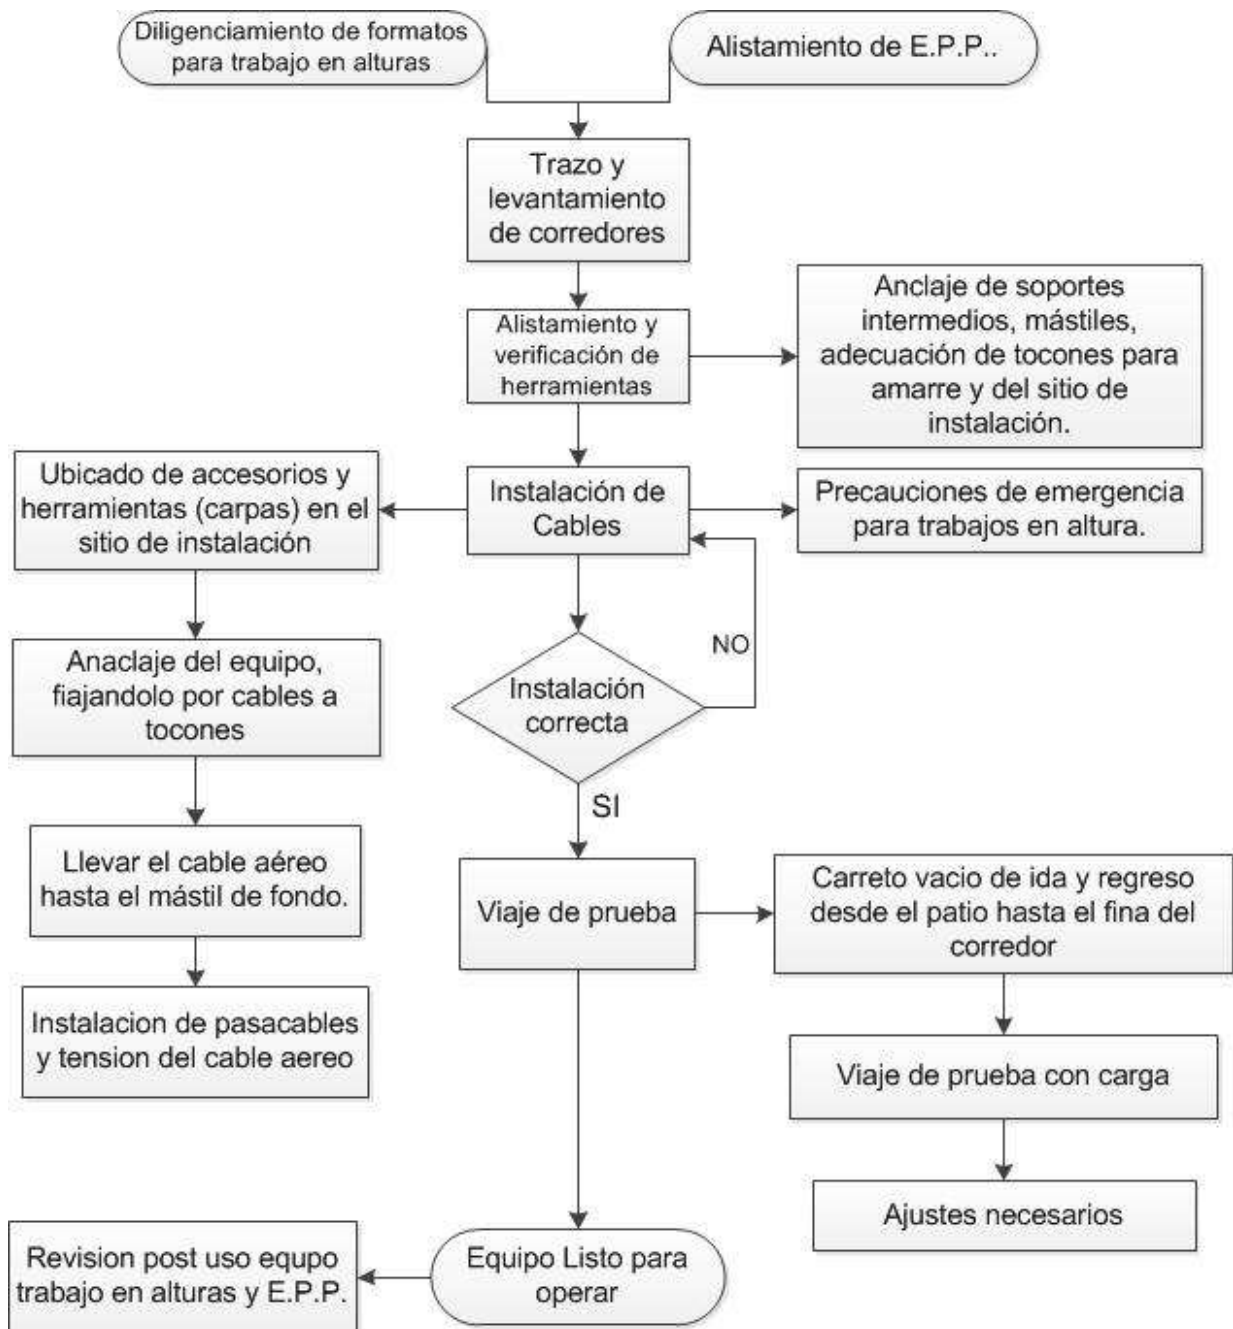 Diligenciamiento de formatos
para trabajo en alturas
Alistamiento de E.P.P..
Trazo y
levantamiento
de corredores
Alistamiento y
verificación de
herramientas
Anclaje de soportes
intermedios, mástiles,
adecuación de tocones para
amarre y del sitio de
instalación.
Ubicado de accesorios y
herramientas (carpas) en el
sitio de instalación
Instalación de
Cables
Precauciones de emergencia
para trabajos en altura.
Anaclaje del equipo,
fiajandolo por cables a
tocones
NO
Instalación
correcta
SI
Llevar el cable aéreo
hasta el mástil de fondo.
Viaje de prueba
Carreto vacio de ida y regreso
desde el patio hasta el fina del
corredor
Instalacion de pasacables
y tension del cable aereo
Viaje de prueba con carga
Ajustes necesarios
Revision post uso equpo
trabajo en alturas y E.P.P.
Equipo Listo para
operar